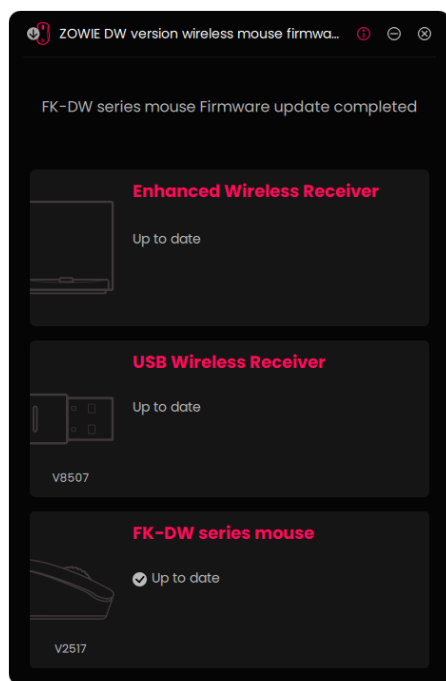 ZOWIE DW version wireless mouse firmwa...
FK-DW series mouse Firmware update completed
Enhanced Wireless Receiver
Up to date
USB Wireless Receiver
Up to date
V8507
FK-DW series mouse
Up to date
V2517